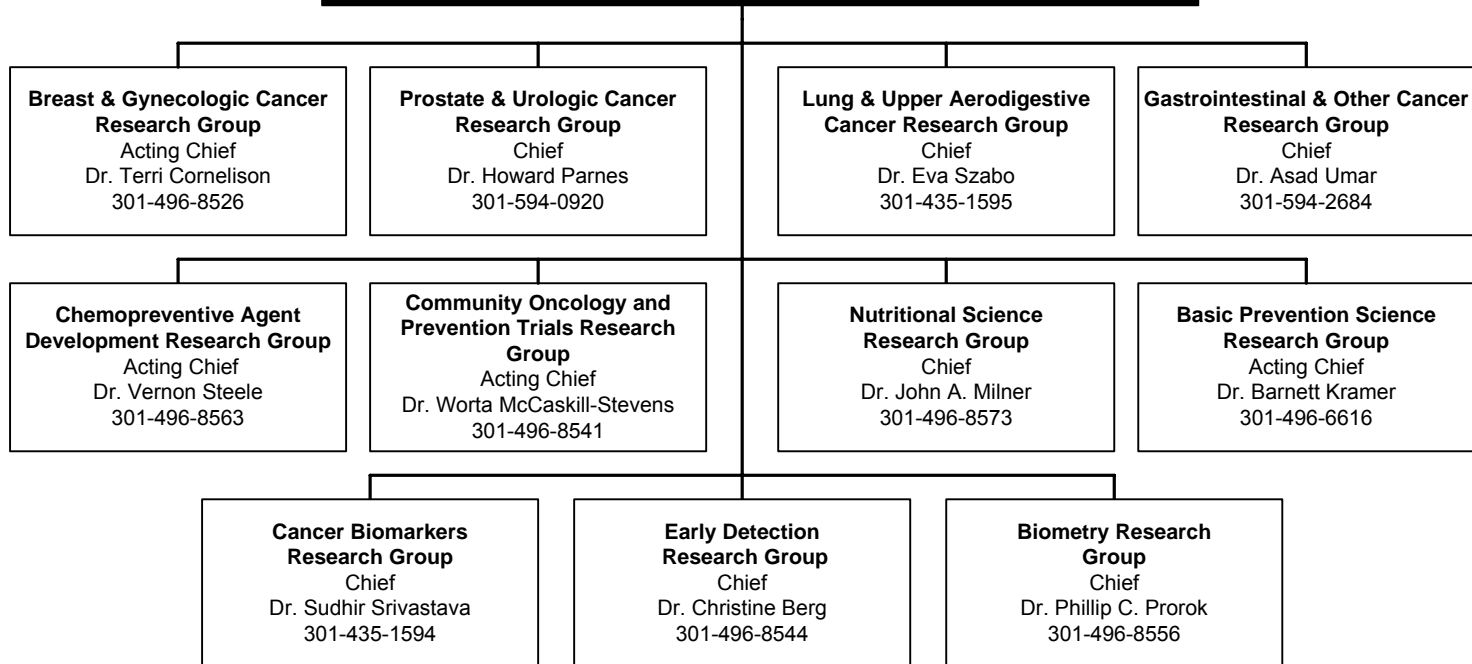 Breast & Gynecologic Cancer
Research Group
Acting Chief
Dr. Terri Cornelison
301-496-8526
Prostate & Urologic Cancer
Research Group
Chief
Dr. Howard Parnes
301-594-0920
Lung & Upper Aerodigestive
Cancer Research Group
Chief
Dr. Eva Szabo
301-435-1595
Gastrointestinal & Other Cancer
Research Group
Chief
Dr. Asad Umar
301-594-2684
Chemopreventive Agent
Development Research Group
Acting Chief
Dr. Vernon Steele
301-496-8563
Community Oncology and
Prevention Trials Research
Group
Acting Chief
Dr. Worta McCaskill-Stevens
301-496-8541
Nutritional Science
Research Group
Chief
Dr. John A. Milner
301-496-8573
Basic Prevention Science
Research Group
Acting Chief
Dr. Barnett Kramer
301-496-6616
Cancer Biomarkers
Research Group
Chief
Dr. Sudhir Srivastava
301-435-1594
Early Detection
Research Group
Chief
Dr. Christine Berg
301-496-8544
Biometry Research
Group
Chief
Dr. Phillip C. Prorok
301-496-8556